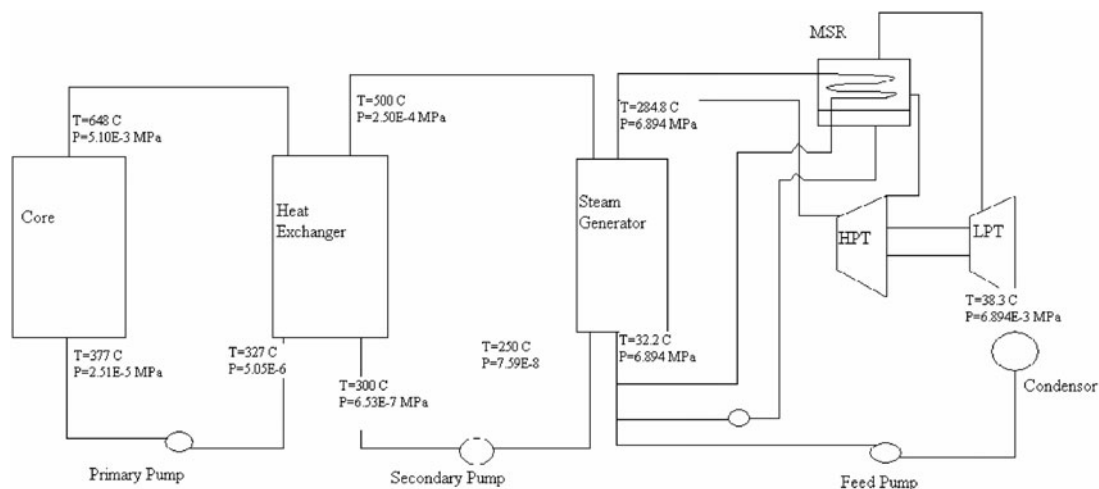 MSR
T=648 C
P=5.10E-3 MPa
T=500 C
P=2.50E-4 MPa
T=284.8 C
P=6.894 MPa
Core
Heat
Exchanger
Steam
Generator
HPT
LPT
T=38.3 C
P=6.894E-3 MPa
T=377 C
P=2.51E-5 MPa
T=327 C
P=5.05E-6
T=300 C
P=6.53E-7 MPa
T=250 C
P=7.59E-8
T=32.2 C
P=6.894 MPa
Condensor
Primary Pump
Secondary Pump
Feed Pump